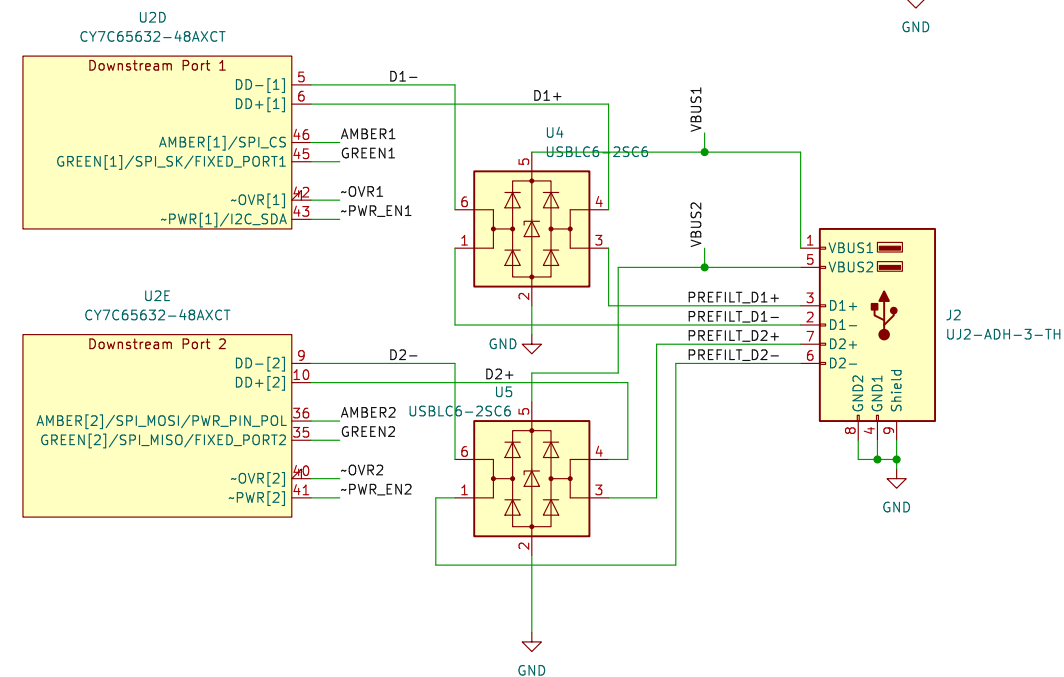 GND
U2D
CY7C65632-48AXCT
Downstream Port 1
DD-[1] 5 D1-
DD+[1] 6 D1+
AMBER[1]/SPI_CS 46 AMBER1
GREEN[1]/SPI_SK/FIXED_PORT1 45 GREEN1
~OVR[1] 42 ~OVR1
~PWR[1]/I2C_SDA 43 ~PWR_EN1
U4
USBLC6-2SC6
5
6 4
1 3
2
GND
VBUS1
VBUS2
1 VBUS1
5 VBUS2
PREFILT_D1+ 3 D1+
PREFILT_D1- 2 D1-
PREFILT_D2+ 7 D2+
PREFILT_D2- 6 D2-
J2
UJ2-ADH-3-TH
GND2 GND1 Shield
8 4 9
GND
U2E
CY7C65632-48AXCT
Downstream Port 2
DD-[2] 9 D2-
DD+[2] 10 D2+
AMBER[2]/SPI_MOSI/PWR_PIN_POL 36 AMBER2
GREEN[2]/SPI_MISO/FIXED_PORT2 35 GREEN2
~OVR[2] 40 ~OVR2
~PWR[2] 41 ~PWR_EN2
U5
USBLC6-2SC6
5
6 4
1 3
2
GND